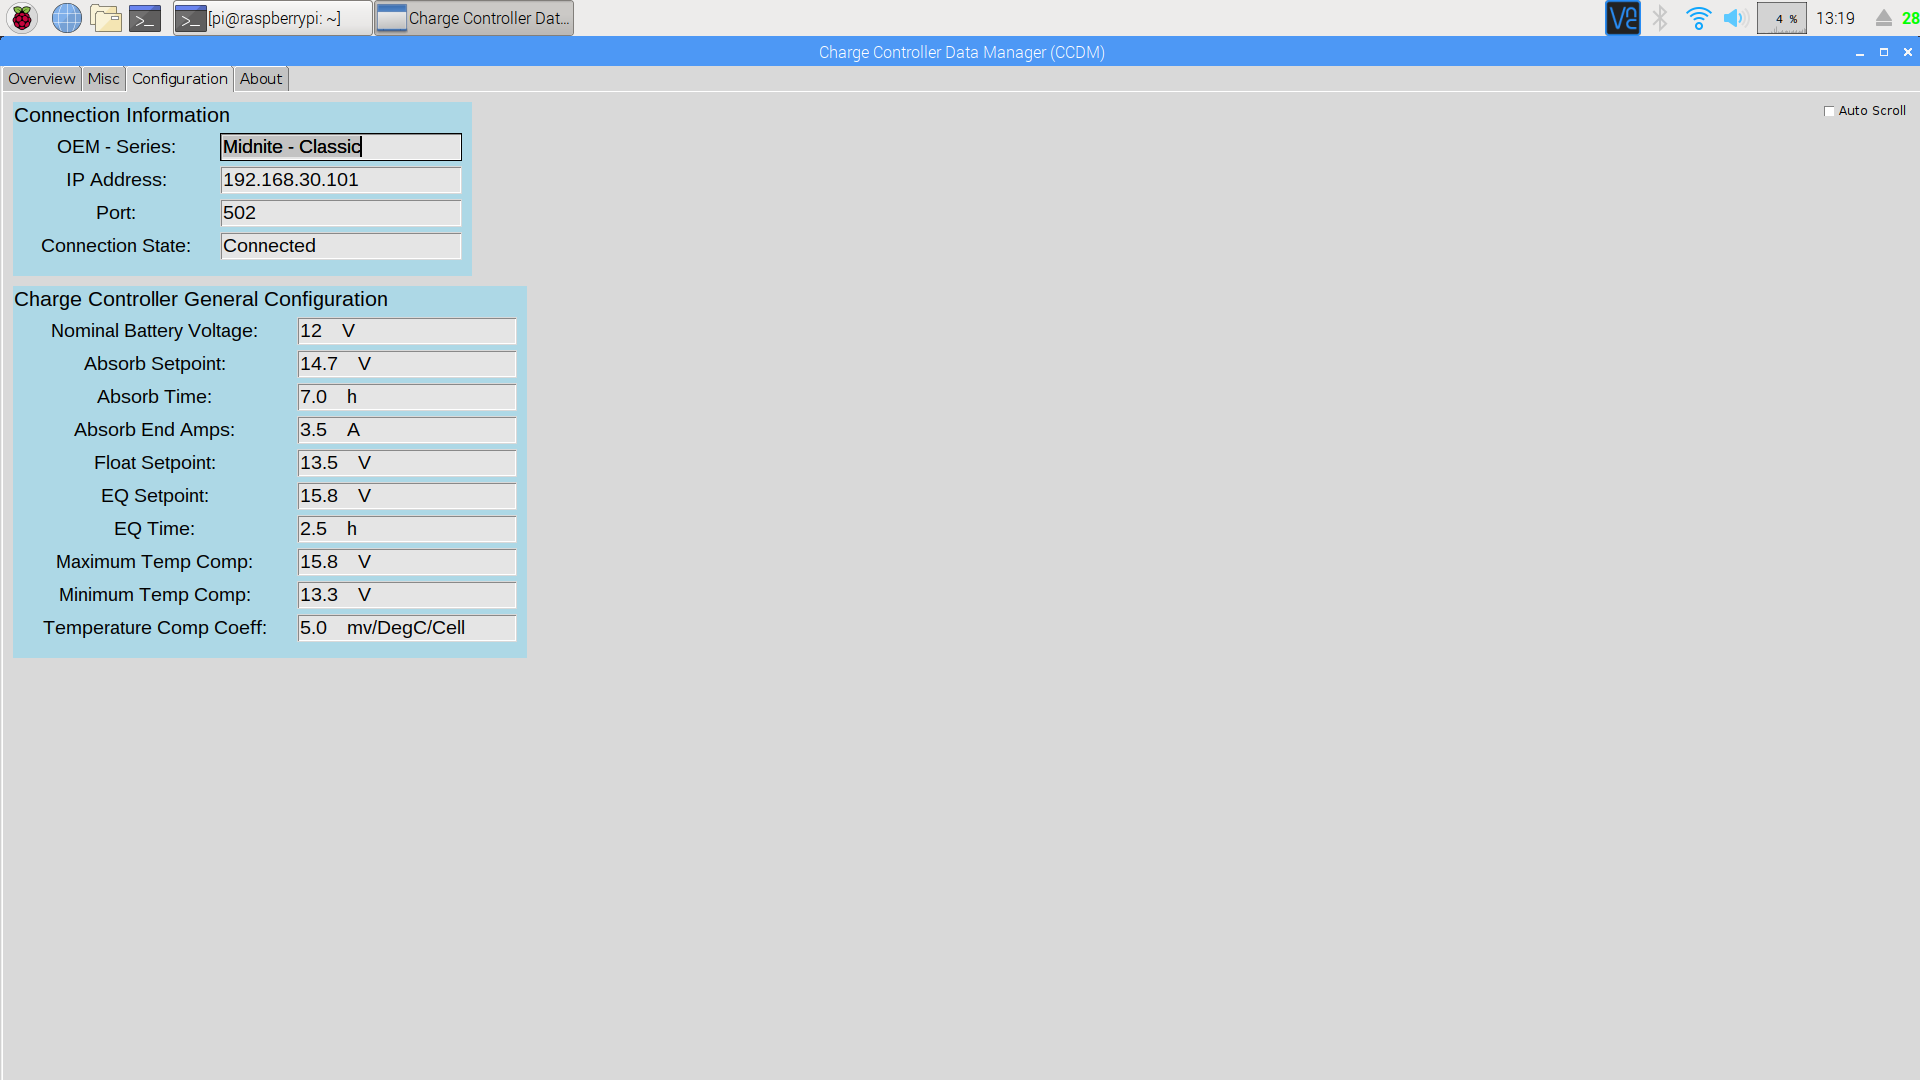 [pi@raspberrypi: ~]
Charge Controller Dat...
4 %
13:19
28
Charge Controller Data Manager (CCDM)
Overview Misc Configuration About
Auto Scroll
Connection Information
OEM - Series: Midnite - Classic
IP Address: 192.168.30.101
Port: 502
Connection State: Connected
Charge Controller General Configuration
Nominal Battery Voltage: 12 V
Absorb Setpoint: 14.7 V
Absorb Time: 7.0 h
Absorb End Amps: 3.5 A
Float Setpoint: 13.5 V
EQ Setpoint: 15.8 V
EQ Time: 2.5 h
Maximum Temp Comp: 15.8 V
Minimum Temp Comp: 13.3 V
Temperature Comp Coeff: 5.0 mv/DegC/Cell